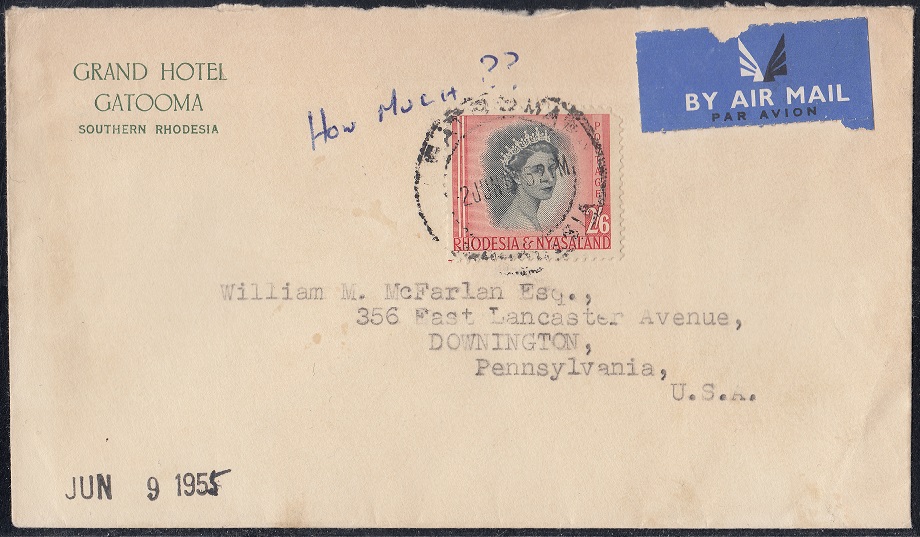 GRAND HOTEL
GATOOMA
SOUTHERN RHODESIA
How MucH ??
BY AIR MAIL
PAR AVION
POSTAGE
2/6
RHODESIA & NYASALAND
William M. McFarlan Esq.,
356 East Lancaster Avenue,
DOWNINGTON,
Pennsylvania,
U.S.A.
JUN 9 1955